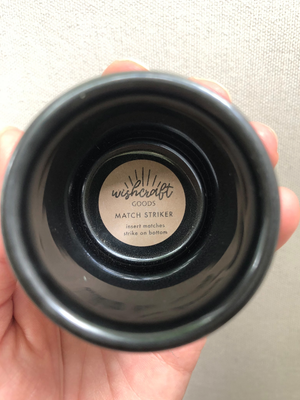 wishcraft
GOODS
MATCH STRIKER
insert matches
strike on bottom